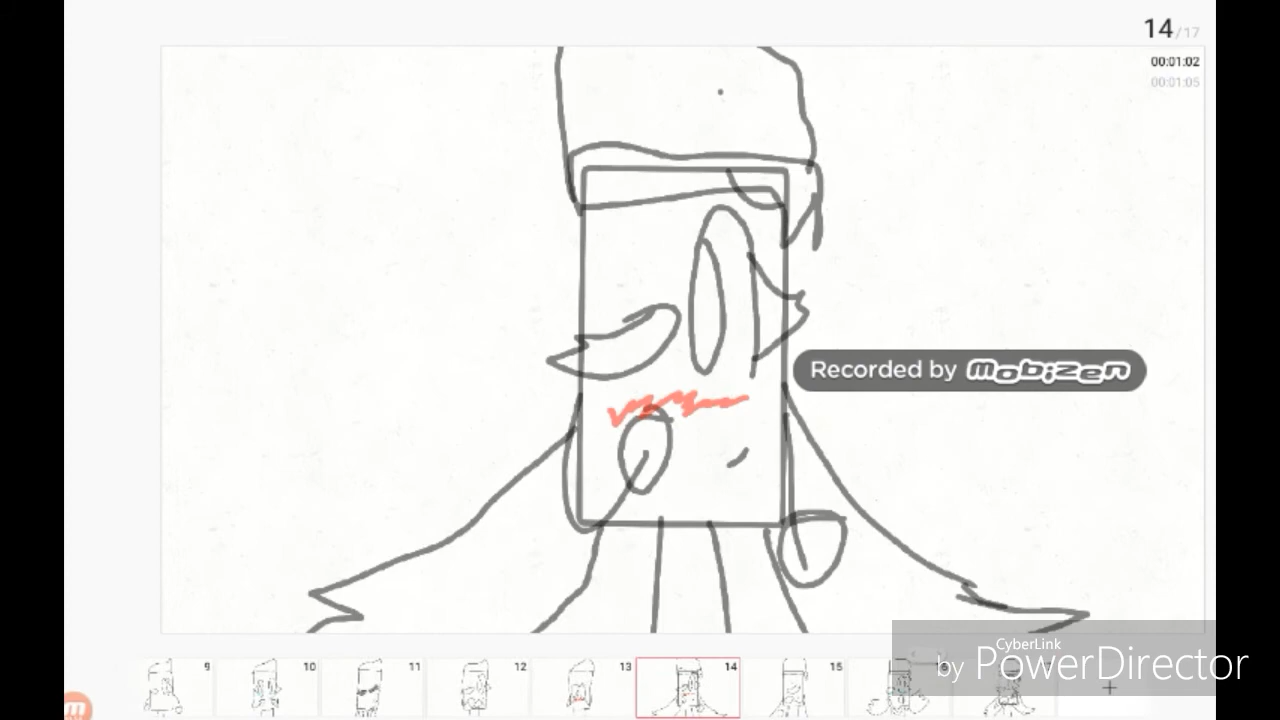 14/17
00:01:02
00:01:05
Recorded by mobizen
CyberLink
by PowerDirector
9 10 11 12 13 14 15
+